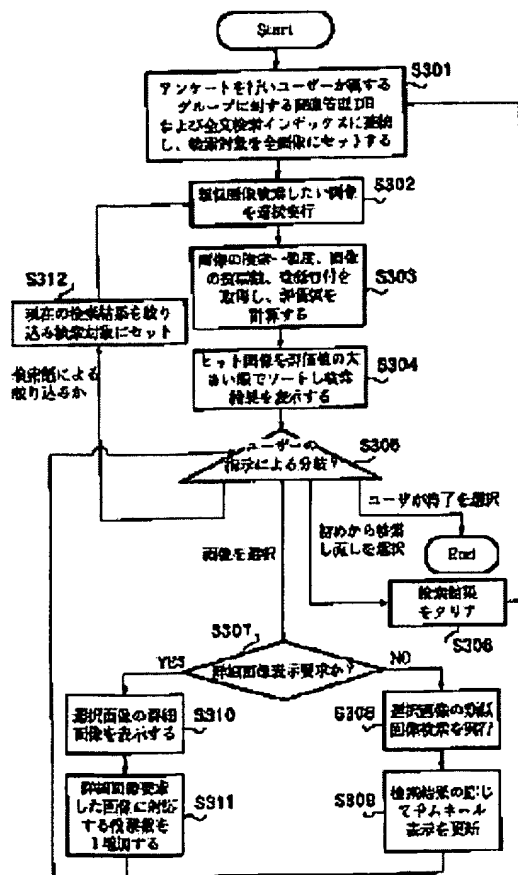 Start
S301
アンケートを行いユーザーが属する
グループに対する画像管理DB
および全文検索インデックスに接続
し、検索対象を全画像にセットする
S302
類似画像検索したい画像
を選択実行
S303
画像の検索一致度、画像
の投票数、登録日付を
取得し、評価値を
計算する
S312
現在の検索結果を絞り
込み検索対象にセット
S304
ヒット画像を評価値の大
きい順でソートし検索
結果を表示する
による
絞り込みか
S305
ユーザーの
指示による分岐?
ユーザが終了を選択
End
初めから検索
し直しを選択
画像を選択
検索結果
をクリア
S306
S307
詳細画像表示要求か?
YES
NO
選択画像の詳細
画像を表示する
S310
S308
選択画像の類似
画像検索を実行
詳細画像要求
した画像に対応
する投票数を
1増加する
S311
S309
検索結果に応じ
てサムネール
表示を更新